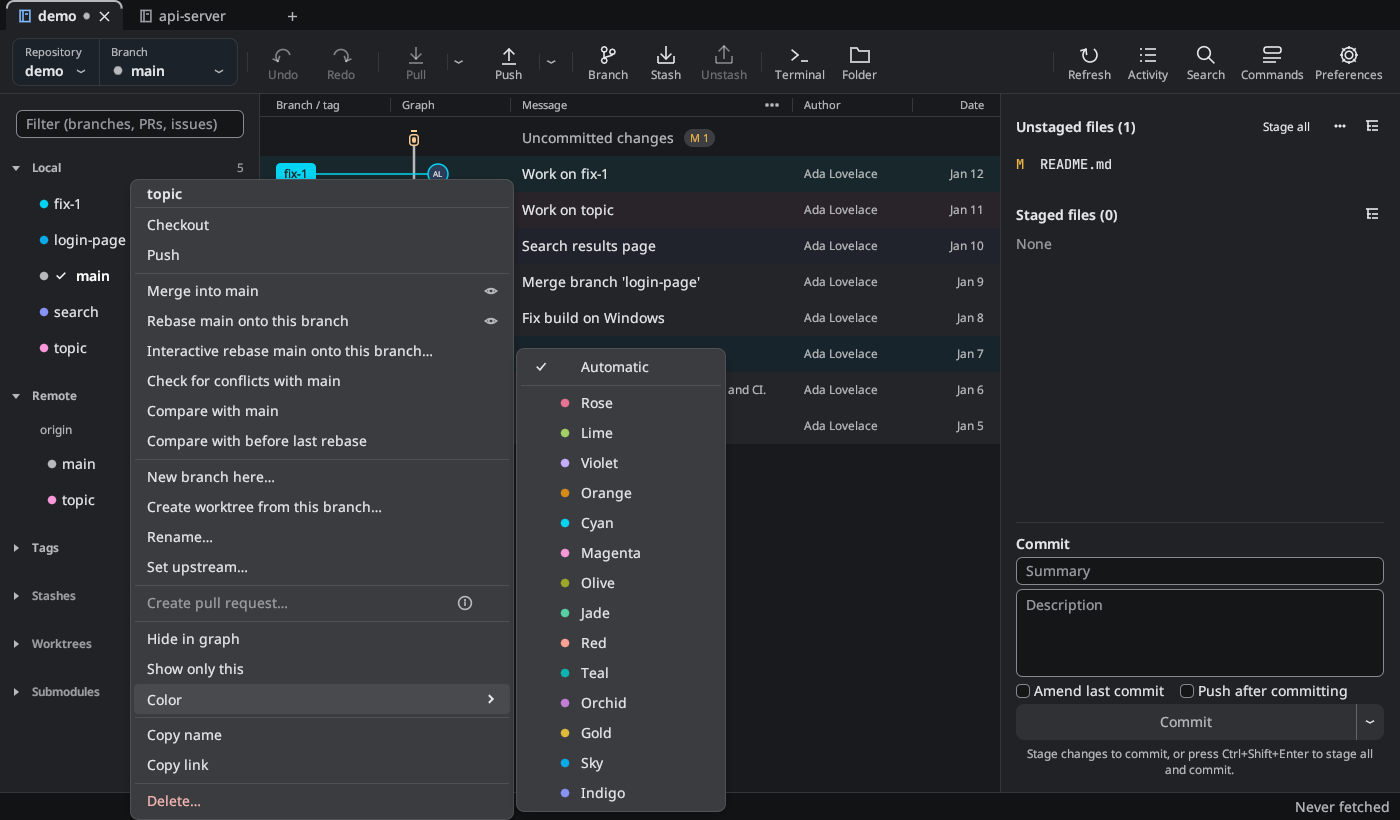 demo
api-server
Repository
demo
Branch
main
Undo
Redo
Pull
Push
Branch
Stash
Unstash
Terminal
Folder
Refresh
Activity
Search
Commands
Preferences
Filter (branches, PRs, issues)
Local 5
fix-1
login-page
main
search
topic
Remote
origin
main
topic
Tags
Stashes
Worktrees
Submodules
Branch / tag Graph Message Author Date
Uncommitted changes M 1
fix-1 AL Work on fix-1 Ada Lovelace Jan 12
Work on topic Ada Lovelace Jan 11
Search results page Ada Lovelace Jan 10
Merge branch 'login-page' Ada Lovelace Jan 9
Fix build on Windows Ada Lovelace Jan 8
Ada Lovelace Jan 7
and CI. Ada Lovelace Jan 6
Ada Lovelace Jan 5
topic
Checkout
Push
Merge into main
Rebase main onto this branch
Interactive rebase main onto this branch...
Check for conflicts with main
Compare with main
Compare with before last rebase
New branch here...
Create worktree from this branch...
Rename...
Set upstream...
Create pull request...
Hide in graph
Show only this
Color
Copy name
Copy link
Delete...
Automatic
Rose
Lime
Violet
Orange
Cyan
Magenta
Olive
Jade
Red
Teal
Orchid
Gold
Sky
Indigo
Unstaged files (1) Stage all
M README.md
Staged files (0)
None
Commit
Summary
Description
Amend last commit Push after committing
Commit
Stage changes to commit, or press Ctrl+Shift+Enter to stage all
and commit.
Never fetched